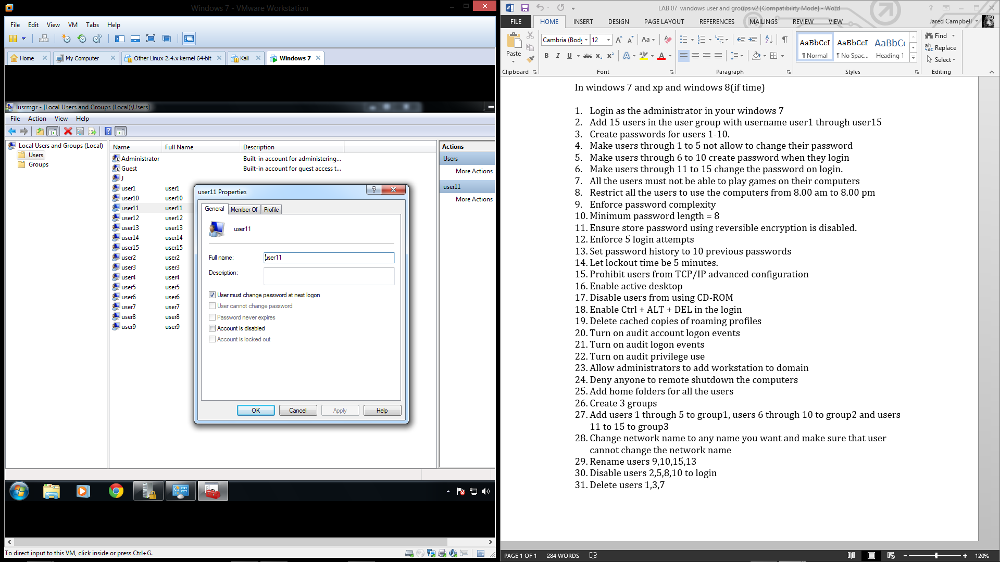 Windows 7 - VMware Workstation
File Edit View VM Tabs Help
Home
My Computer
Other Linux 2.4.x kernel 64-bit
Kali
Windows 7
lusrmgr - [Local Users and Groups (Local)\Users]
File Action View Help
Local Users and Groups (Local)
Users
Groups
Name Full Name Description
Administrator Built-in account for administering...
Guest Built-in account for guest access t...
J
user1 user1
user10 user10
user11 user11
user12 user12
user13 user13
user14 user14
user15 user15
user2 user2
user3 user3
user4 user4
user5 user5
user6 user6
user7 user7
user8 user8
user9 user9
Actions
Users
More Actions
user11
More Actions
user11 Properties
General Member Of Profile
user11
Full name: user11
Description:
User must change password at next logon
User cannot change password
Password never expires
Account is disabled
Account is locked out
OK Cancel Apply Help
To direct input to this VM, click inside or press Ctrl+G.
LAB 07 windows user and groups v2 [Compatibility Mode] - Word
FILE HOME INSERT DESIGN PAGE LAYOUT REFERENCES MAILINGS REVIEW VIEW Jared Campbell
Paste
Clipboard
Cambria (Body 12
Font
Paragraph
AaBbCcI AaBbCcI AaBbCc
¶ Normal ¶ No Spac... Heading 1
Styles
Find
Replace
Select
Editing
In windows 7 and xp and windows 8(if time)
1. Login as the administrator in your windows 7
2. Add 15 users in the user group with username user1 through user15
3. Create passwords for users 1-10.
4. Make users through 1 to 5 not allow to change their password
5. Make users through 6 to 10 create password when they login
6. Make users through 11 to 15 change the password on login.
7. All the users must not be able to play games on their computers
8. Restrict all the users to use the computers from 8.00 am to 8.00 pm
9. Enforce password complexity
10. Minimum password length = 8
11. Ensure store password using reversible encryption is disabled.
12. Enforce 5 login attempts
13. Set password history to 10 previous passwords
14. Let lockout time be 5 minutes.
15. Prohibit users from TCP/IP advanced configuration
16. Enable active desktop
17. Disable users from using CD-ROM
18. Enable Ctrl + ALT + DEL in the login
19. Delete cached copies of roaming profiles
20. Turn on audit account logon events
21. Turn on audit logon events
22. Turn on audit privilege use
23. Allow administrators to add workstation to domain
24. Deny anyone to remote shutdown the computers
25. Add home folders for all the users
26. Create 3 groups
27. Add users 1 through 5 to group1, users 6 through 10 to group2 and users
11 to 15 to group3
28. Change network name to any name you want and make sure that user
cannot change the network name
29. Rename users 9,10,15,13
30. Disable users 2,5,8,10 to login
31. Delete users 1,3,7
PAGE 1 OF 1 284 WORDS 120%